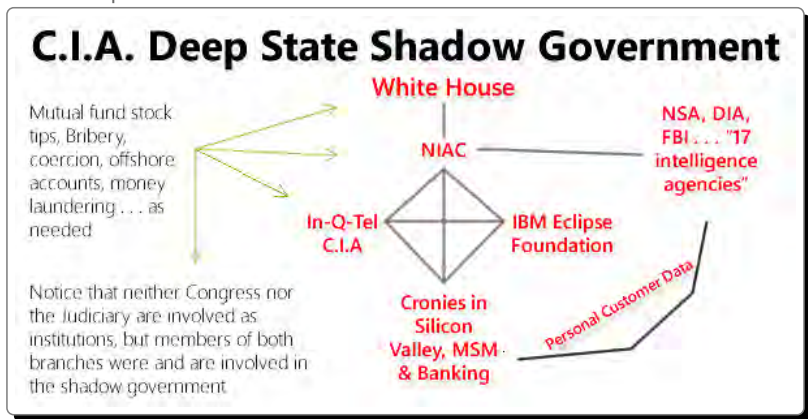 C.I.A. Deep State Shadow Government
White House
Mutual fund stock
tips, Bribery,
coercion, offshore
accounts, money
laundering . . . as
needed
NIAC
NSA, DIA,
FBI . . . "17
intelligence
agencies"
In-Q-Tel
C.I.A
IBM Eclipse
Foundation
Notice that neither Congress nor
the Judiciary are involved as
institutions, but members of both
branches were and are involved in
the shadow government
Cronies in
Silicon
Valley, MSM
& Banking
Personal Customer Data